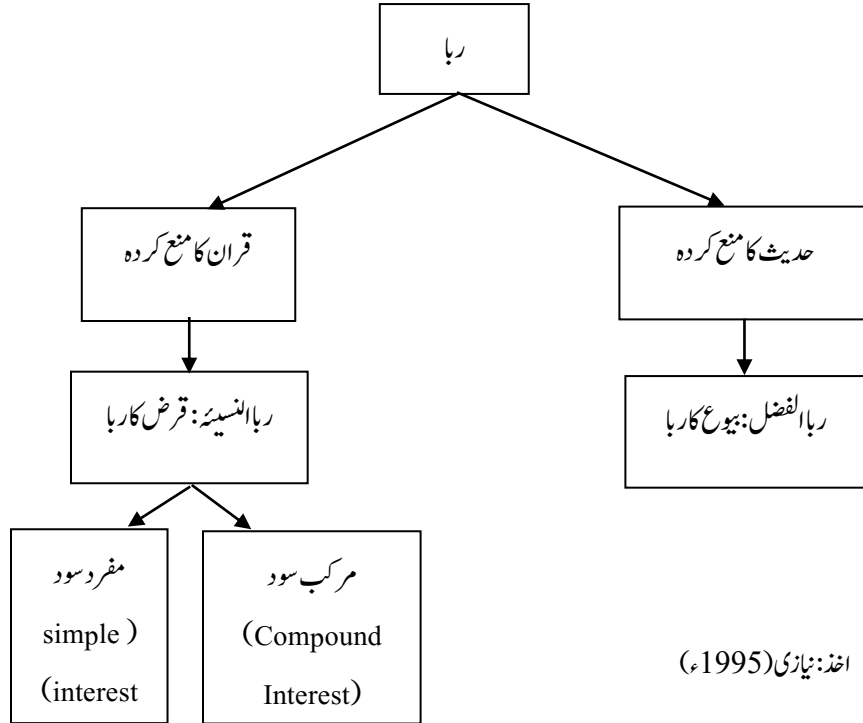 ربا
حدیث کا منع کردہ
قران کا منع کردہ
ربا الفضل: بیوع کا ربا
ربا النسیئہ: قرض کا ربا
مرکب سود
(Compound
Interest)
مفرد سود
simple )
(interest
اخذ: نیازی (1995ء)